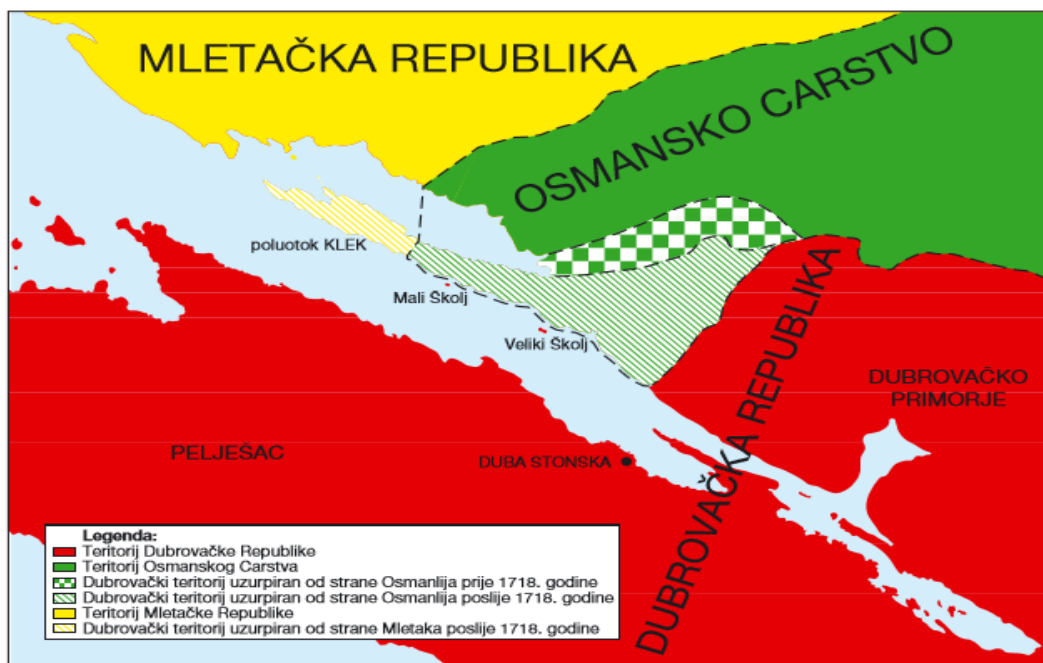 MLETAČKA REPUBLIKA
OSMANSKO CARSTVO
poluotok KLEK
Mali Školj
Veliki Školj
DUBROVAČKA REPUBLIKA
DUBROVAČKO
PRIMORJE
PELJEŠAC
DUBA STONSKA
Legenda:
Teritorij Dubrovačke Republike
Teritorij Osmanskog Carstva
Dubrovački teritorij uzurpiran od strane Osmanlija prije 1718. godine
Dubrovački teritorij uzurpiran od strane Osmanlija poslije 1718. godine
Teritorij Mletačke Republike
Dubrovački teritorij uzurpiran od strane Mletaka poslije 1718. godine